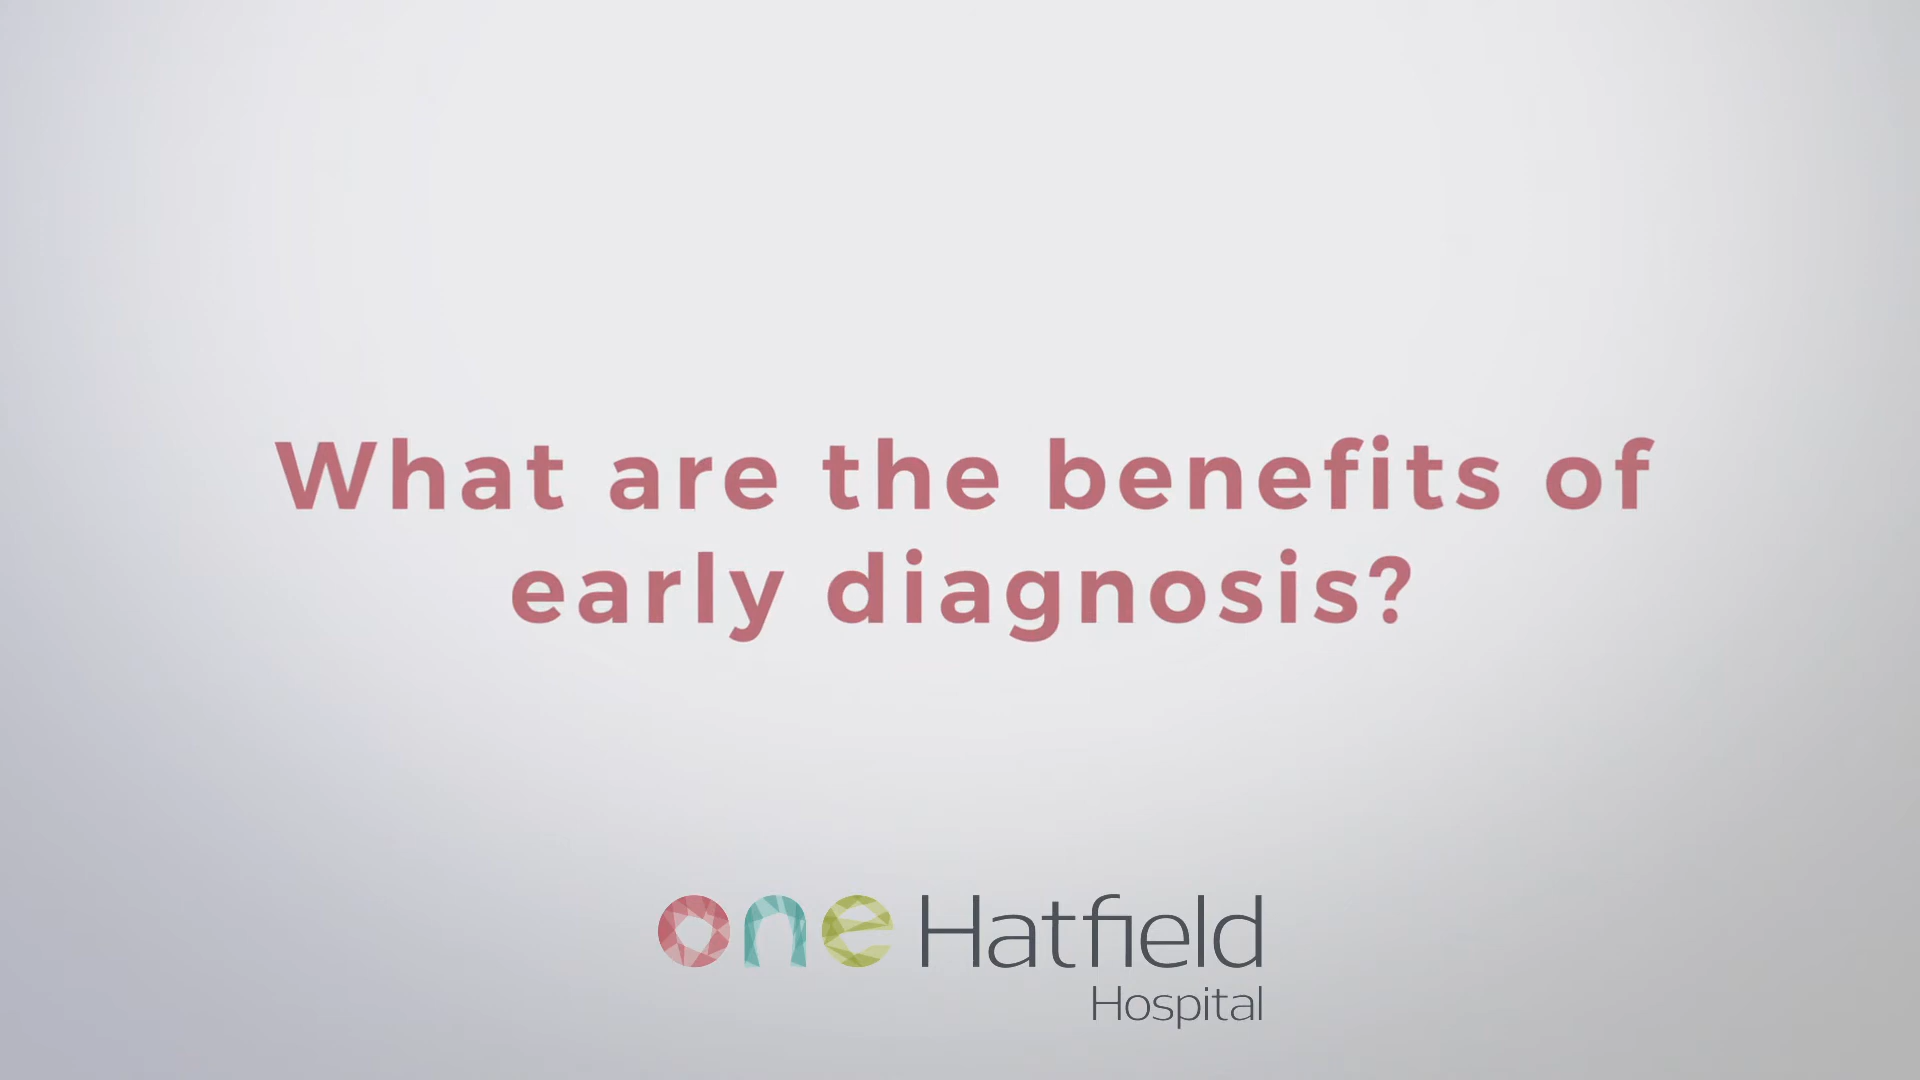 What are the benefits of
early diagnosis?
one Hatfield
Hospital